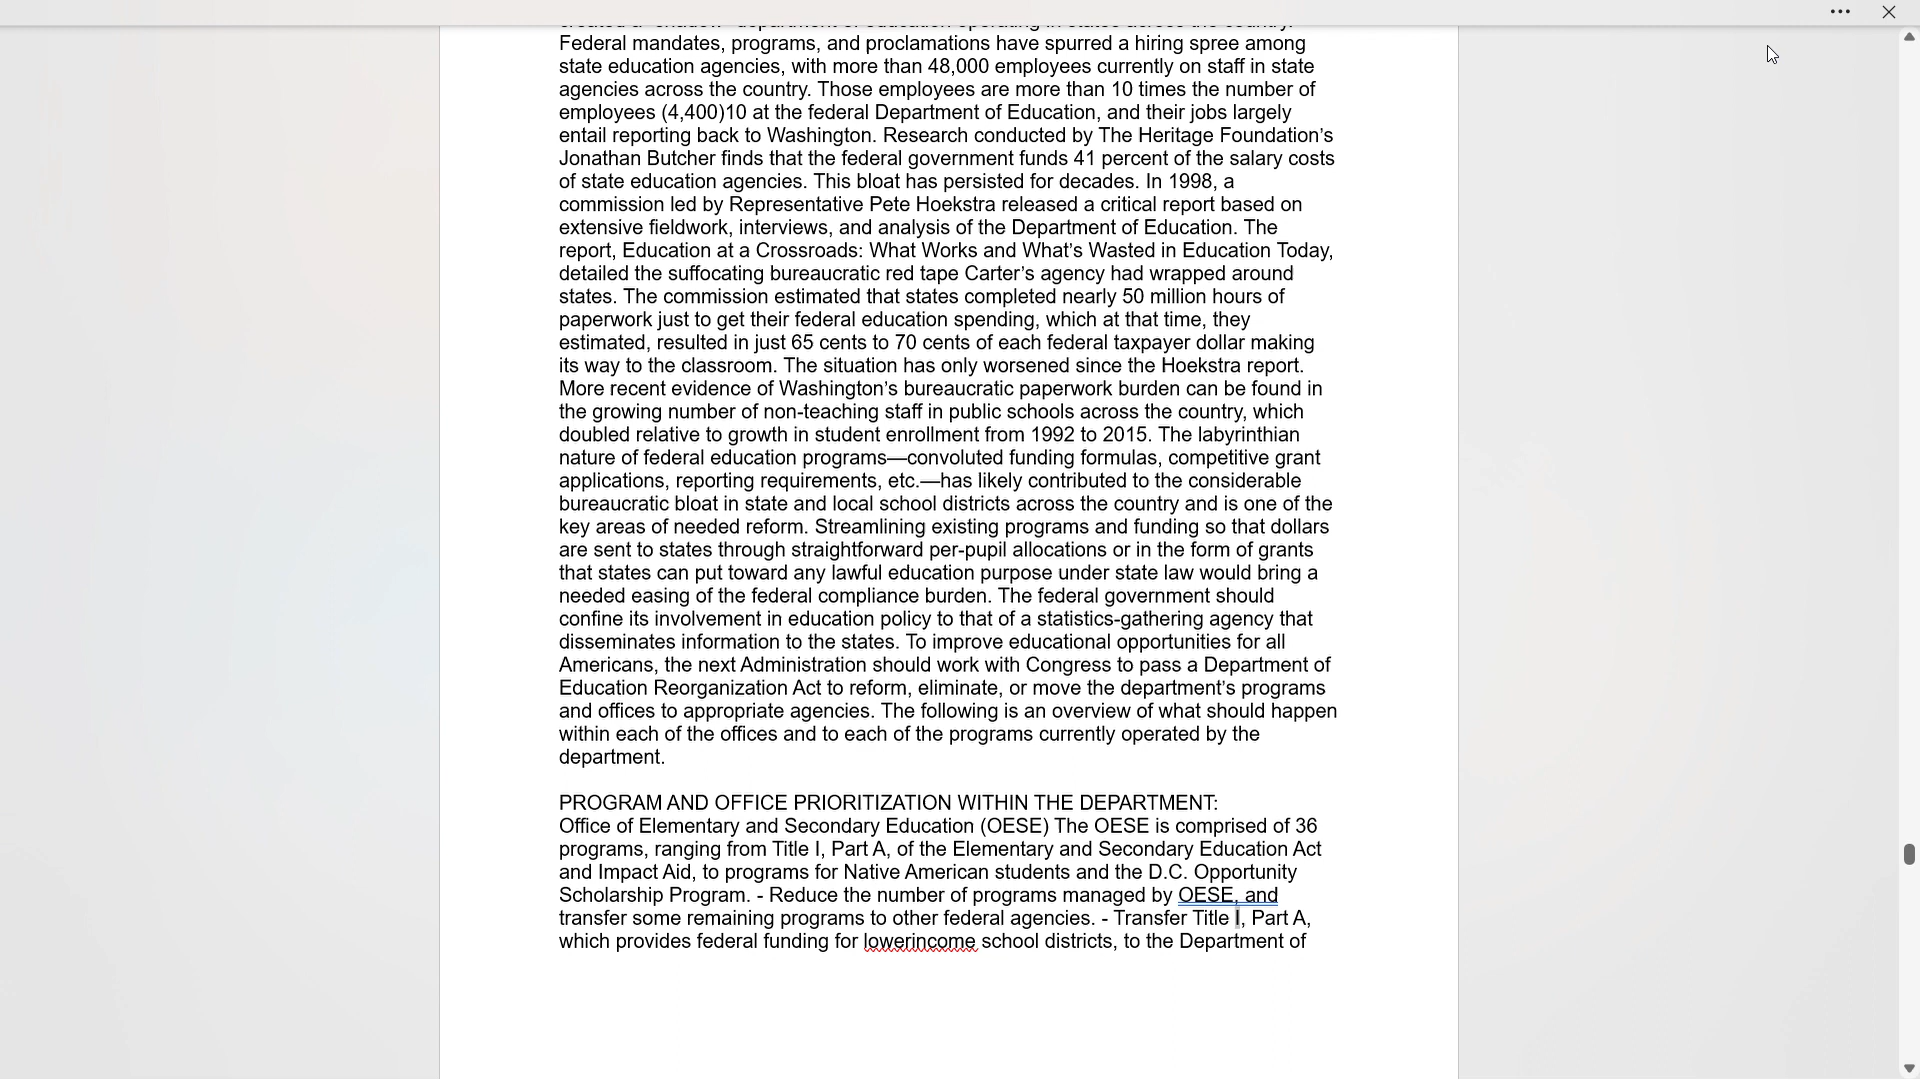 created a "shadow" department of education operating in states across the country.
Federal mandates, programs, and proclamations have spurred a hiring spree among
state education agencies, with more than 48,000 employees currently on staff in state
agencies across the country. Those employees are more than 10 times the number of
employees (4,400)10 at the federal Department of Education, and their jobs largely
entail reporting back to Washington. Research conducted by The Heritage Foundation’s
Jonathan Butcher finds that the federal government funds 41 percent of the salary costs
of state education agencies. This bloat has persisted for decades. In 1998, a
commission led by Representative Pete Hoekstra released a critical report based on
extensive fieldwork, interviews, and analysis of the Department of Education. The
report, Education at a Crossroads: What Works and What’s Wasted in Education Today,
detailed the suffocating bureaucratic red tape Carter’s agency had wrapped around
states. The commission estimated that states completed nearly 50 million hours of
paperwork just to get their federal education spending, which at that time, they
estimated, resulted in just 65 cents to 70 cents of each federal taxpayer dollar making
its way to the classroom. The situation has only worsened since the Hoekstra report.
More recent evidence of Washington’s bureaucratic paperwork burden can be found in
the growing number of non-teaching staff in public schools across the country, which
doubled relative to growth in student enrollment from 1992 to 2015. The labyrinthian
nature of federal education programs—convoluted funding formulas, competitive grant
applications, reporting requirements, etc.—has likely contributed to the considerable
bureaucratic bloat in state and local school districts across the country and is one of the
key areas of needed reform. Streamlining existing programs and funding so that dollars
are sent to states through straightforward per-pupil allocations or in the form of grants
that states can put toward any lawful education purpose under state law would bring a
needed easing of the federal compliance burden. The federal government should
confine its involvement in education policy to that of a statistics-gathering agency that
disseminates information to the states. To improve educational opportunities for all
Americans, the next Administration should work with Congress to pass a Department of
Education Reorganization Act to reform, eliminate, or move the department’s programs
and offices to appropriate agencies. The following is an overview of what should happen
within each of the offices and to each of the programs currently operated by the
department.
PROGRAM AND OFFICE PRIORITIZATION WITHIN THE DEPARTMENT:
Office of Elementary and Secondary Education (OESE) The OESE is comprised of 36
programs, ranging from Title I, Part A, of the Elementary and Secondary Education Act
and Impact Aid, to programs for Native American students and the D.C. Opportunity
Scholarship Program. - Reduce the number of programs managed by OESE, and
transfer some remaining programs to other federal agencies. - Transfer Title I, Part A,
which provides federal funding for lowerincome school districts, to the Department of